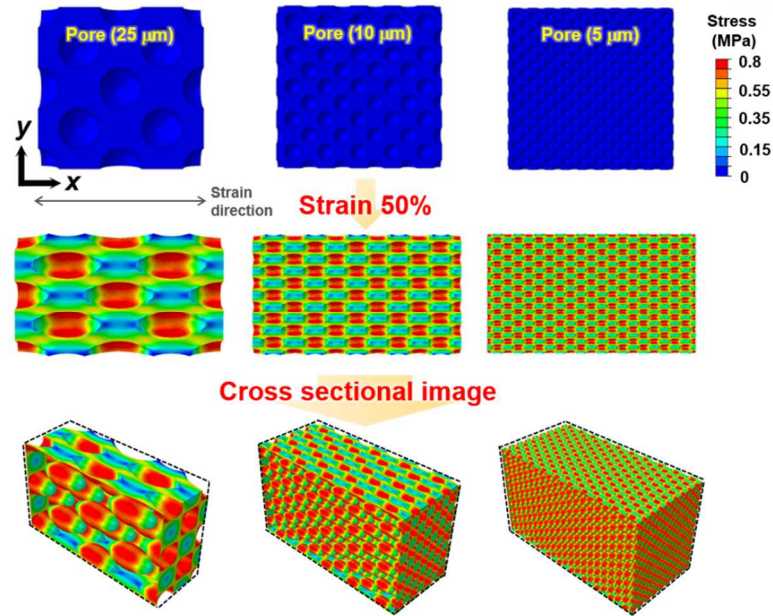 Pore (25 μm)
Pore (10 μm)
Pore (5 μm)
Stress
(MPa)
0.8
0.55
0.35
0.15
0
y
x
Strain
direction
Strain 50%
Cross sectional image